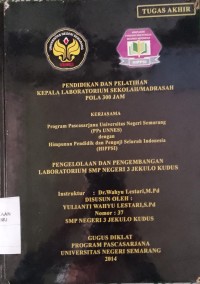 TUGAS AKHIR
PENDIDIKAN DAN PELATIHAN
KEPALA LABORATORIUM SEKOLAH/MADRASAH
POLA 300 JAM
KERJASAMA
Program Pascasarjana Universitas Negeri Semarang
(PPs UNNES)
dengan
Himpunan Pendidik dan Penguji Seluruh Indonesia
(HIPPSI)
PENGELOLAAN DAN PENGEMBANGAN
LABORATORIUM SMP NEGERI 3 JEKULO KUDUS
Instruktur : Dr.Wahyu Lestari,M.Pd
DISUSUN OLEH :
YULIANTI WAHYU LESTARI,S.Pd
Nomor : 37
SMP NEGERI 3 JEKULO KUDUS
GUGUS DIKLAT
PROGRAM PASCASARJANA
UNIVERSITAS NEGERI SEMARANG
2014